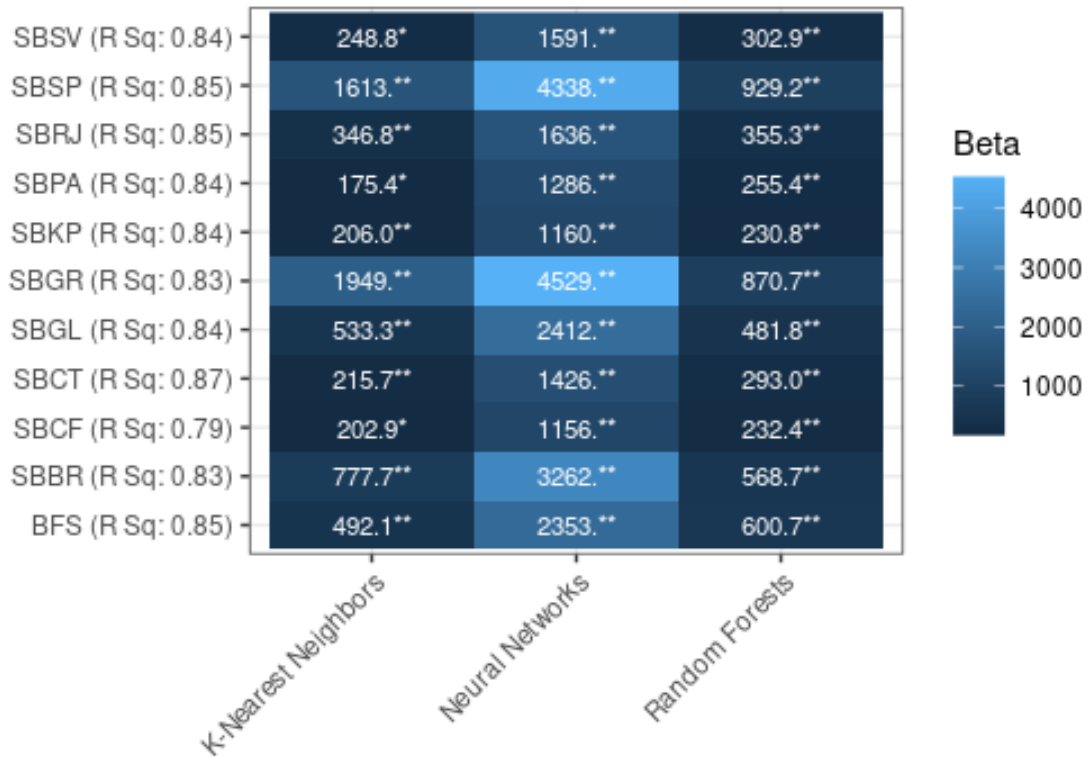 SBSV (R Sq: 0.84) 248.8* 1591.** 302.9**
SBSP (R Sq: 0.85) 1613.** 4338.** 929.2**
SBRJ (R Sq: 0.85) 346.8** 1636.** 355.3**
SBPA (R Sq: 0.84) 175.4* 1286.** 255.4**
SBKP (R Sq: 0.84) 206.0** 1160.** 230.8**
SBGR (R Sq: 0.83) 1949.** 4529.** 870.7**
SBGL (R Sq: 0.84) 533.3** 2412.** 481.8**
SBCT (R Sq: 0.87) 215.7** 1426.** 293.0**
SBCF (R Sq: 0.79) 202.9* 1156.** 232.4**
SBBR (R Sq: 0.83) 777.7** 3262.** 568.7**
BFS (R Sq: 0.85) 492.1** 2353.** 600.7**
K-Nearest Neighbors
Neural Networks
Random Forests
Beta
4000
3000
2000
1000